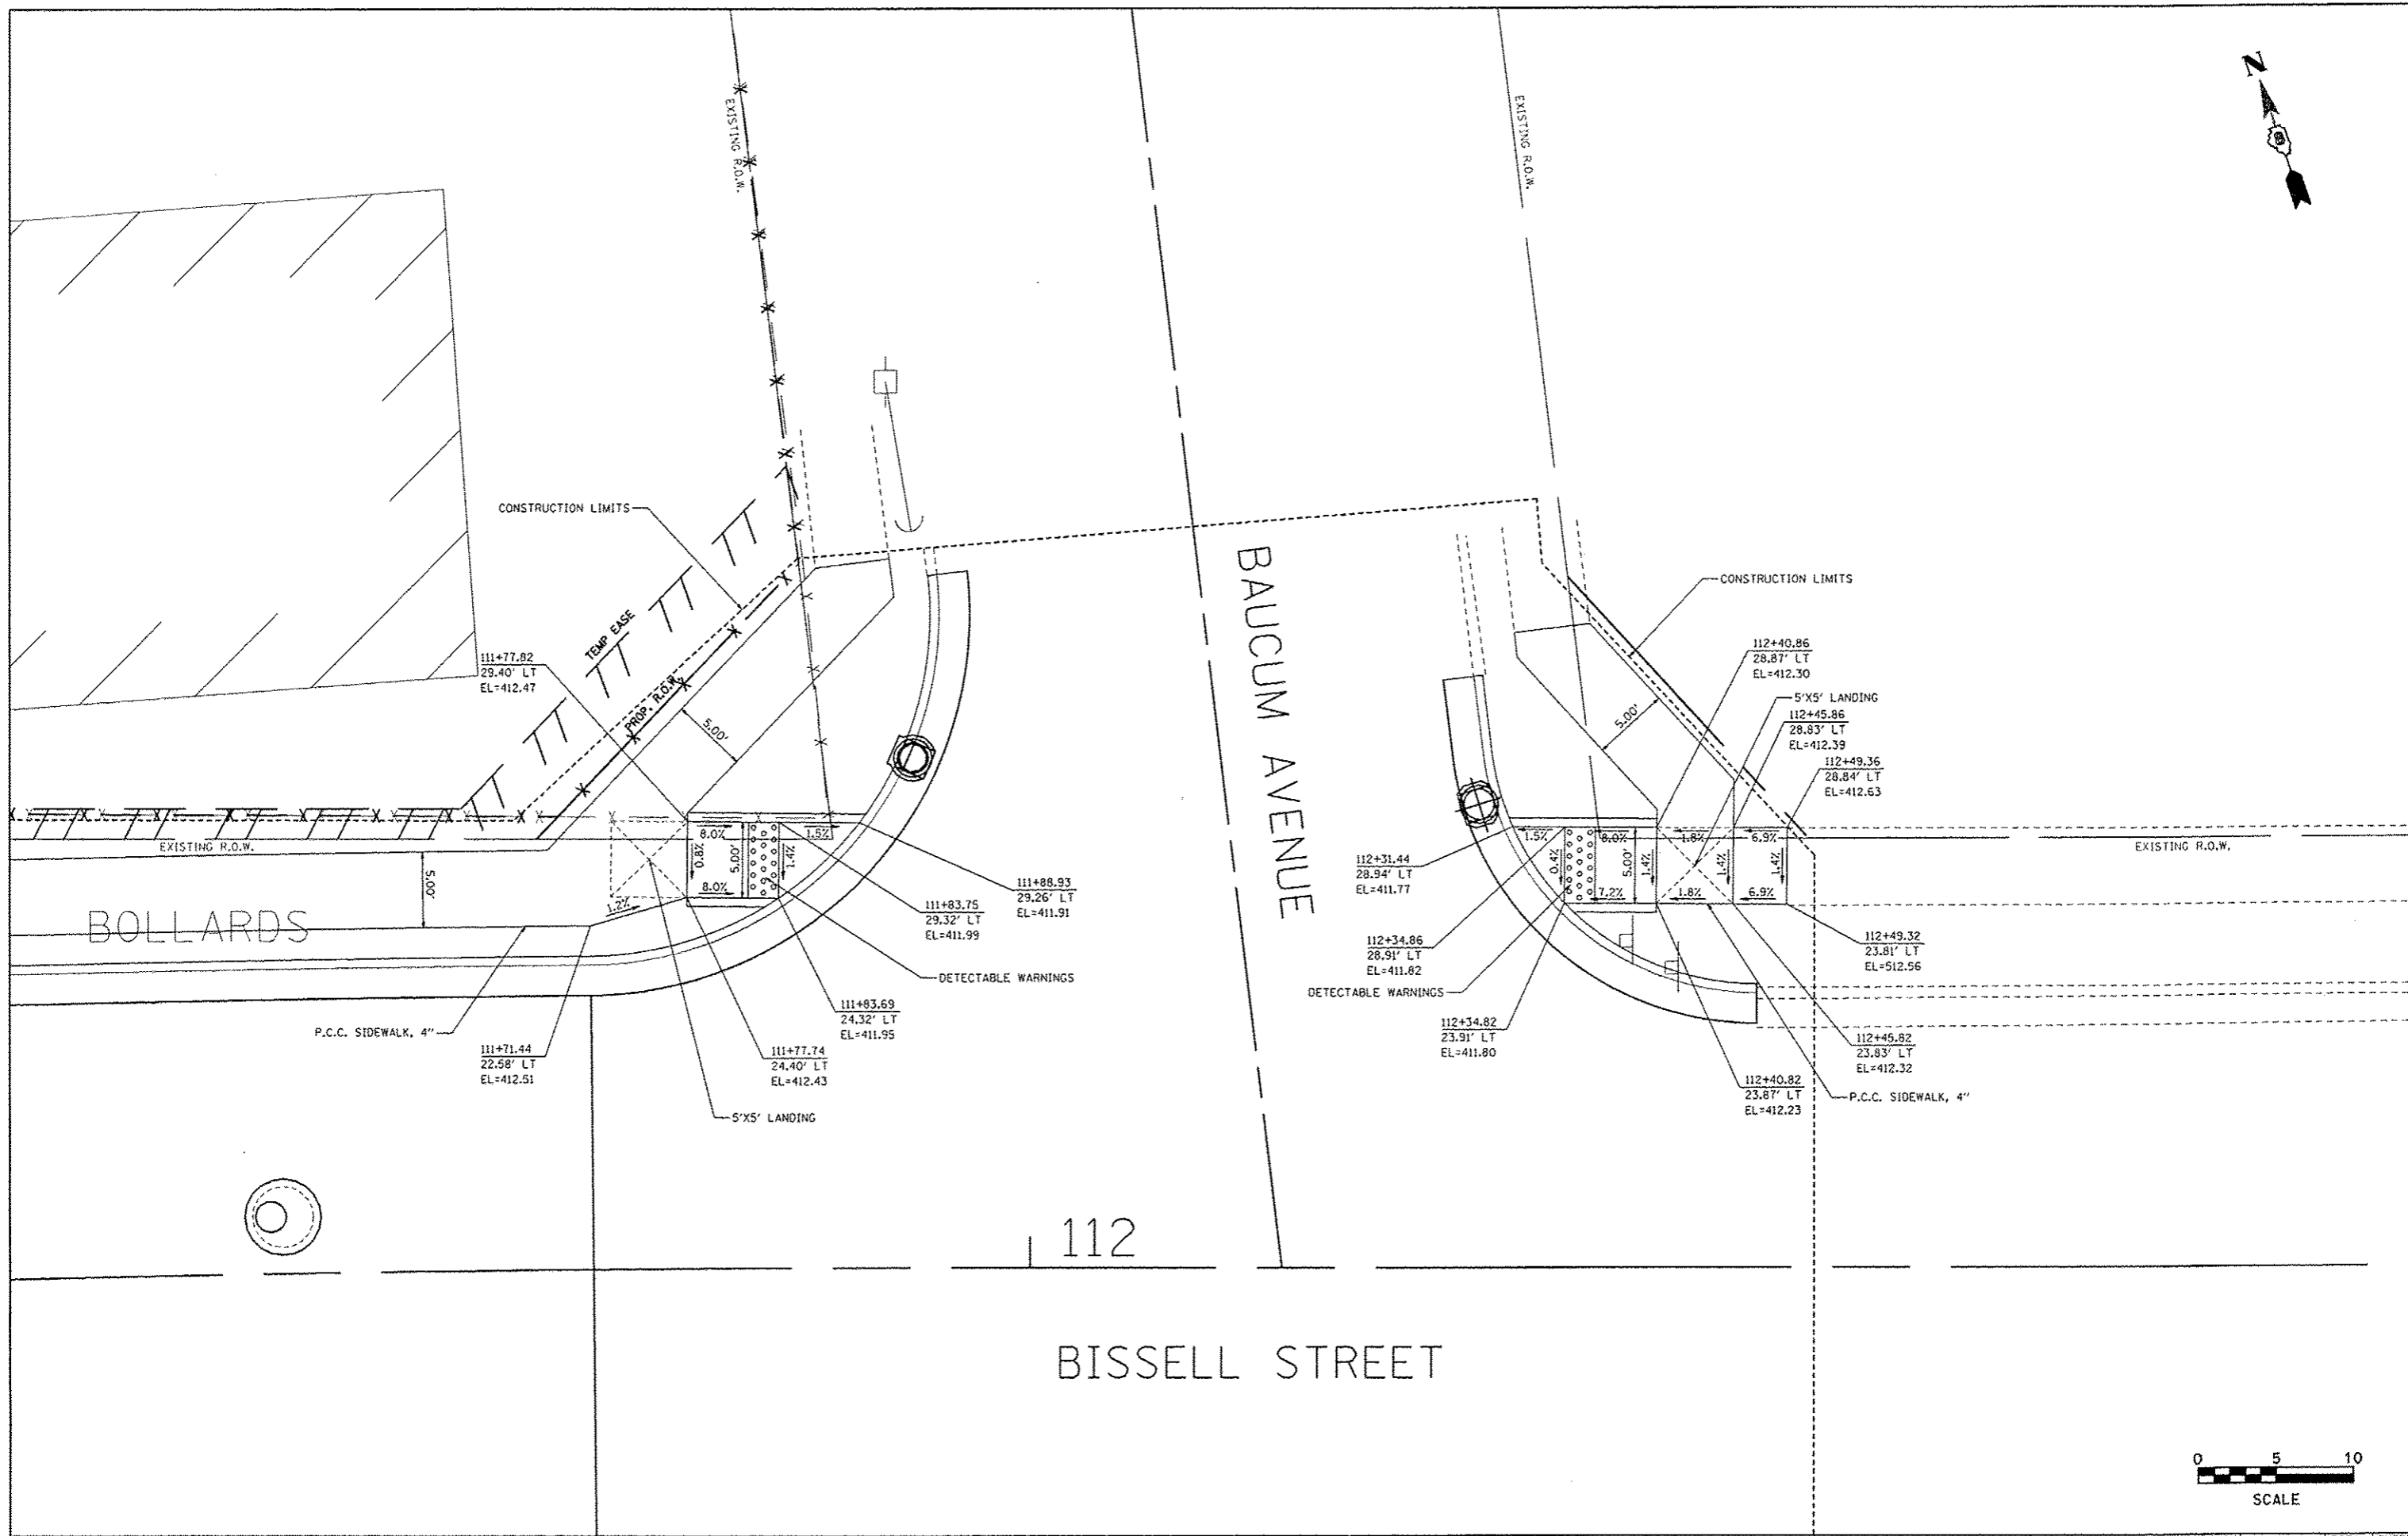 N
EXISTING R.O.W.
EXISTING R.O.W.
CONSTRUCTION LIMITS
TEMP EASE
PROP. R.O.W.
111+77.82
29.40' LT
EL=412.47
5.00'
EXISTING R.O.W.
5.00'
BOLLARDS
8.0%
0.8%
5.00'
1.4%
1.5%
8.0%
1.2%
111+88.93
29.26' LT
EL=411.91
111+83.75
29.32' LT
EL=411.99
DETECTABLE WARNINGS
111+83.69
24.32' LT
EL=411.95
P.C.C. SIDEWALK, 4"
111+71.44
22.58' LT
EL=412.51
111+77.74
24.40' LT
EL=412.43
5'X5' LANDING
BAUCUM AVENUE
CONSTRUCTION LIMITS
112+40.86
28.87' LT
EL=412.30
5'X5' LANDING
112+45.86
28.83' LT
EL=412.39
112+49.36
28.84' LT
EL=412.63
5.00'
1.5%
8.0%
1.8%
6.9%
0.4%
5.00'
1.4%
1.4%
1.4%
7.2%
1.8%
6.9%
EXISTING R.O.W.
112+31.44
28.94' LT
EL=411.77
112+34.86
28.91' LT
EL=411.82
DETECTABLE WARNINGS
112+34.82
23.91' LT
EL=411.80
112+49.32
23.81' LT
EL=512.56
112+45.82
23.83' LT
EL=412.32
112+40.82
23.87' LT
EL=412.23
P.C.C. SIDEWALK, 4"
112
BISSELL STREET
0 5 10
SCALE